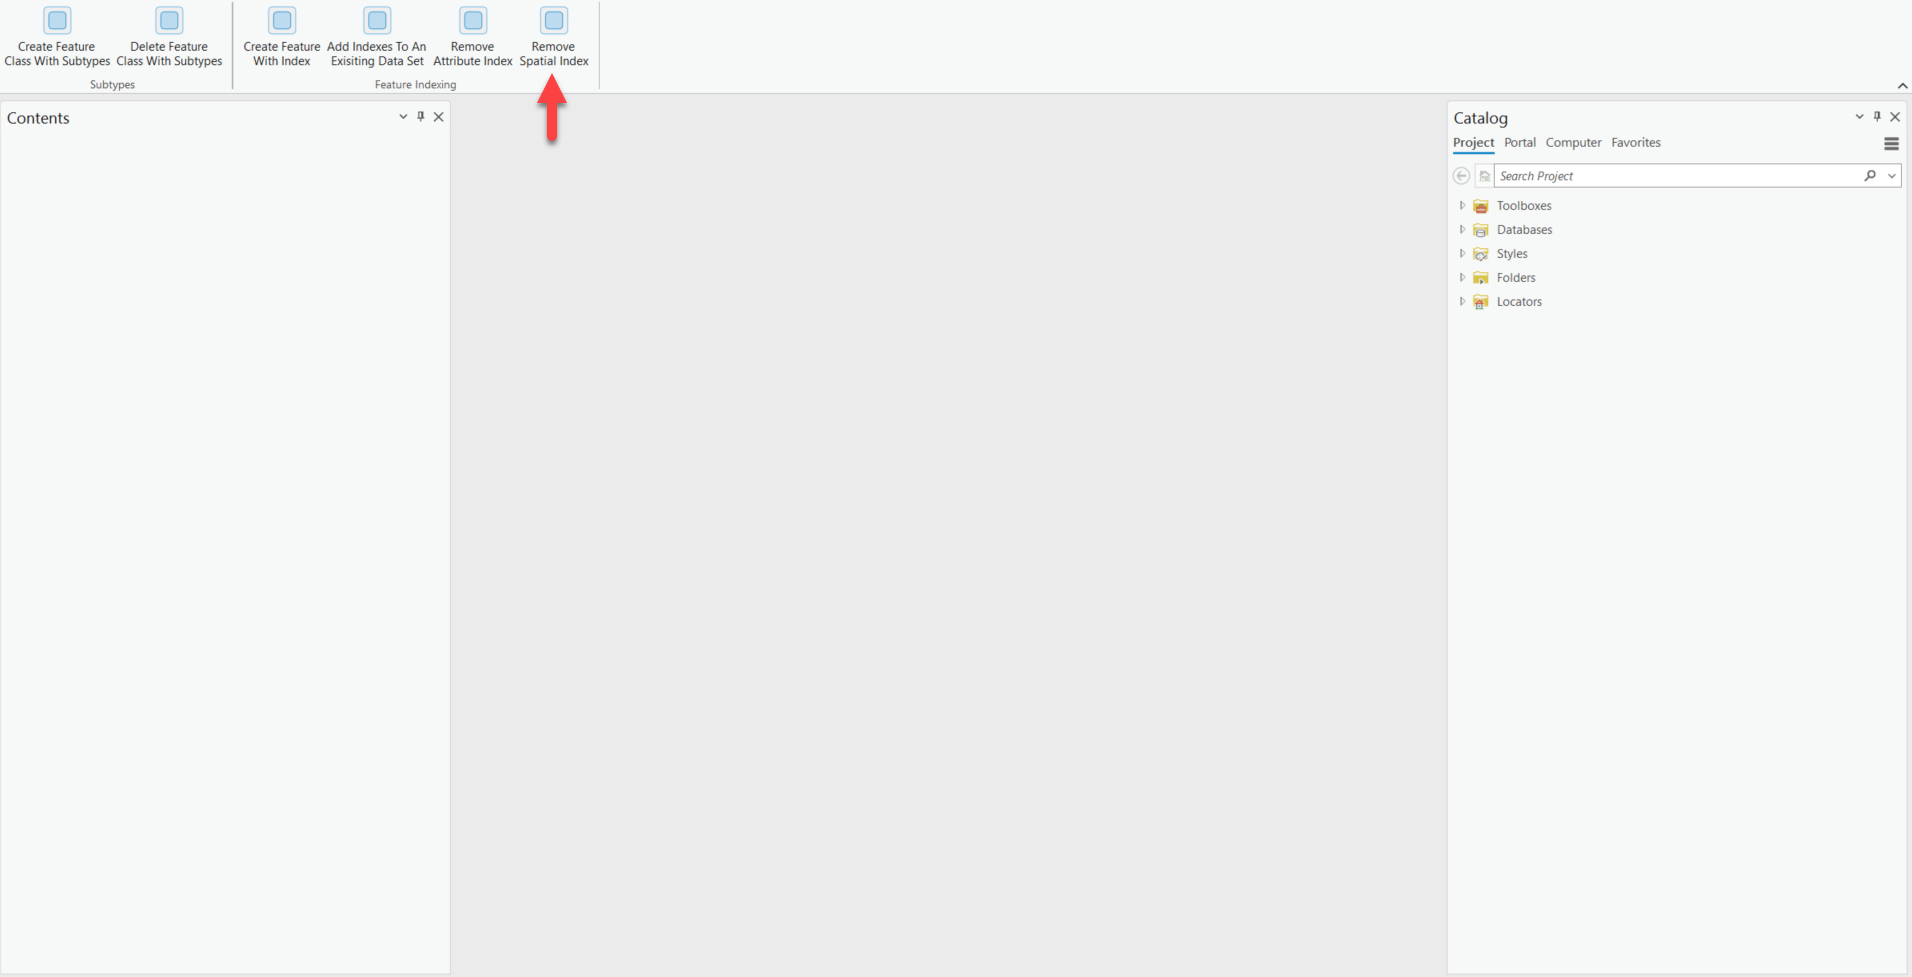 Create Feature
Class With Subtypes
Delete Feature
Class With Subtypes
Subtypes
Create Feature
With Index
Add Indexes To An
Exisiting Data Set
Remove
Attribute Index
Remove
Spatial Index
Feature Indexing
Contents
Catalog
Project Portal Computer Favorites
Search Project
Toolboxes
Databases
Styles
Folders
Locators